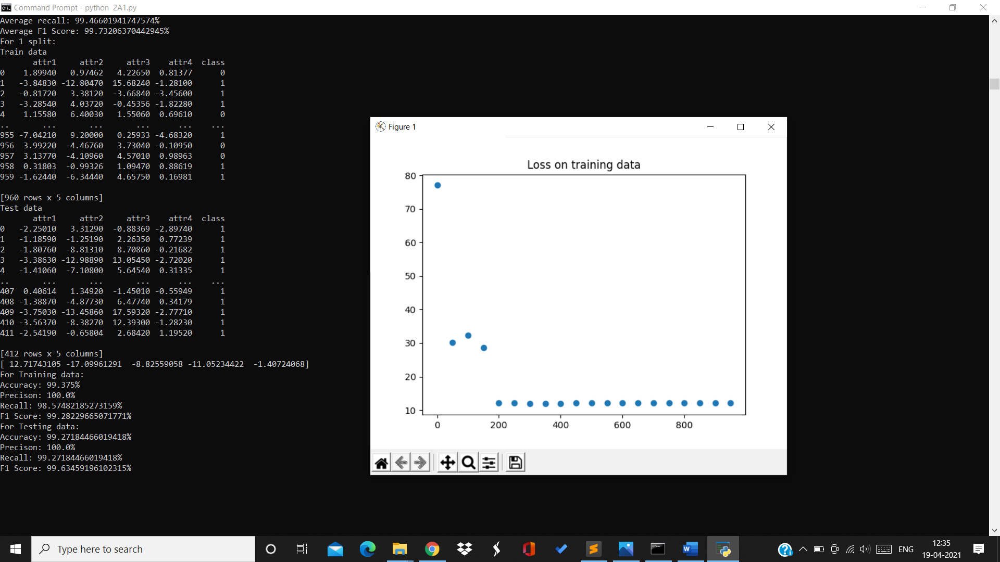 Command Prompt - python  2A1.py
Average recall: 99.46601941747574%
Average F1 Score: 99.73206370442945%
For 1 split:
Train data
attr1 attr2 attr3 attr4 class
0 1.89940 0.97462 4.22650 0.81377 0
1 -3.84830 -12.80470 15.68240 -1.28100 1
2 -0.81720 3.38120 -3.66840 -3.45600 1
3 -3.28540 4.03720 -0.45356 -1.82280 1
4 1.15580 6.40030 1.55060 0.69610 0
.. ... ... ... ... ...
955 -7.04210 9.20000 0.25933 -4.68320 1
956 3.99220 -4.46760 3.73040 -0.10950 0
957 3.13770 -4.10960 4.57010 0.98963 0
958 0.31803 -0.99326 1.09470 0.88619 1
959 -1.62440 -6.34440 4.65750 0.16981 1
[960 rows x 5 columns]
Test data
attr1 attr2 attr3 attr4 class
0 -2.25010 3.31290 -0.88369 -2.89740 1
1 -1.18590 -1.25190 2.26350 0.77239 1
2 -1.80760 -8.81310 8.70860 -0.21682 1
3 -3.38630 -12.98890 13.05450 -2.72020 1
4 -1.41060 -7.10800 5.64540 0.31335 1
.. ... ... ... ... ...
407 0.40614 1.34920 -1.45010 -0.55949 1
408 -1.38870 -4.87730 6.47740 0.34179 1
409 -3.75030 -13.45860 17.59320 -2.77710 1
410 -3.56370 -8.38270 12.39300 -1.28230 1
411 -2.54190 -0.65804 2.68420 1.19520 1
[412 rows x 5 columns]
[ 12.71743105 -17.09961291  -8.82559058 -11.05234422  -1.40724068]
For Training data:
Accuracy: 99.375%
Precison: 100.0%
Recall: 98.57482185273159%
F1 Score: 99.28229665071771%
For Testing data:
Accuracy: 99.27184466019418%
Precison: 100.0%
Recall: 99.27184466019418%
F1 Score: 99.63459196102315%
Figure 1
Loss on training data
80
70
60
50
40
30
20
10
0 200 400 600 800
Type here to search
ENG
12:35
19-04-2021